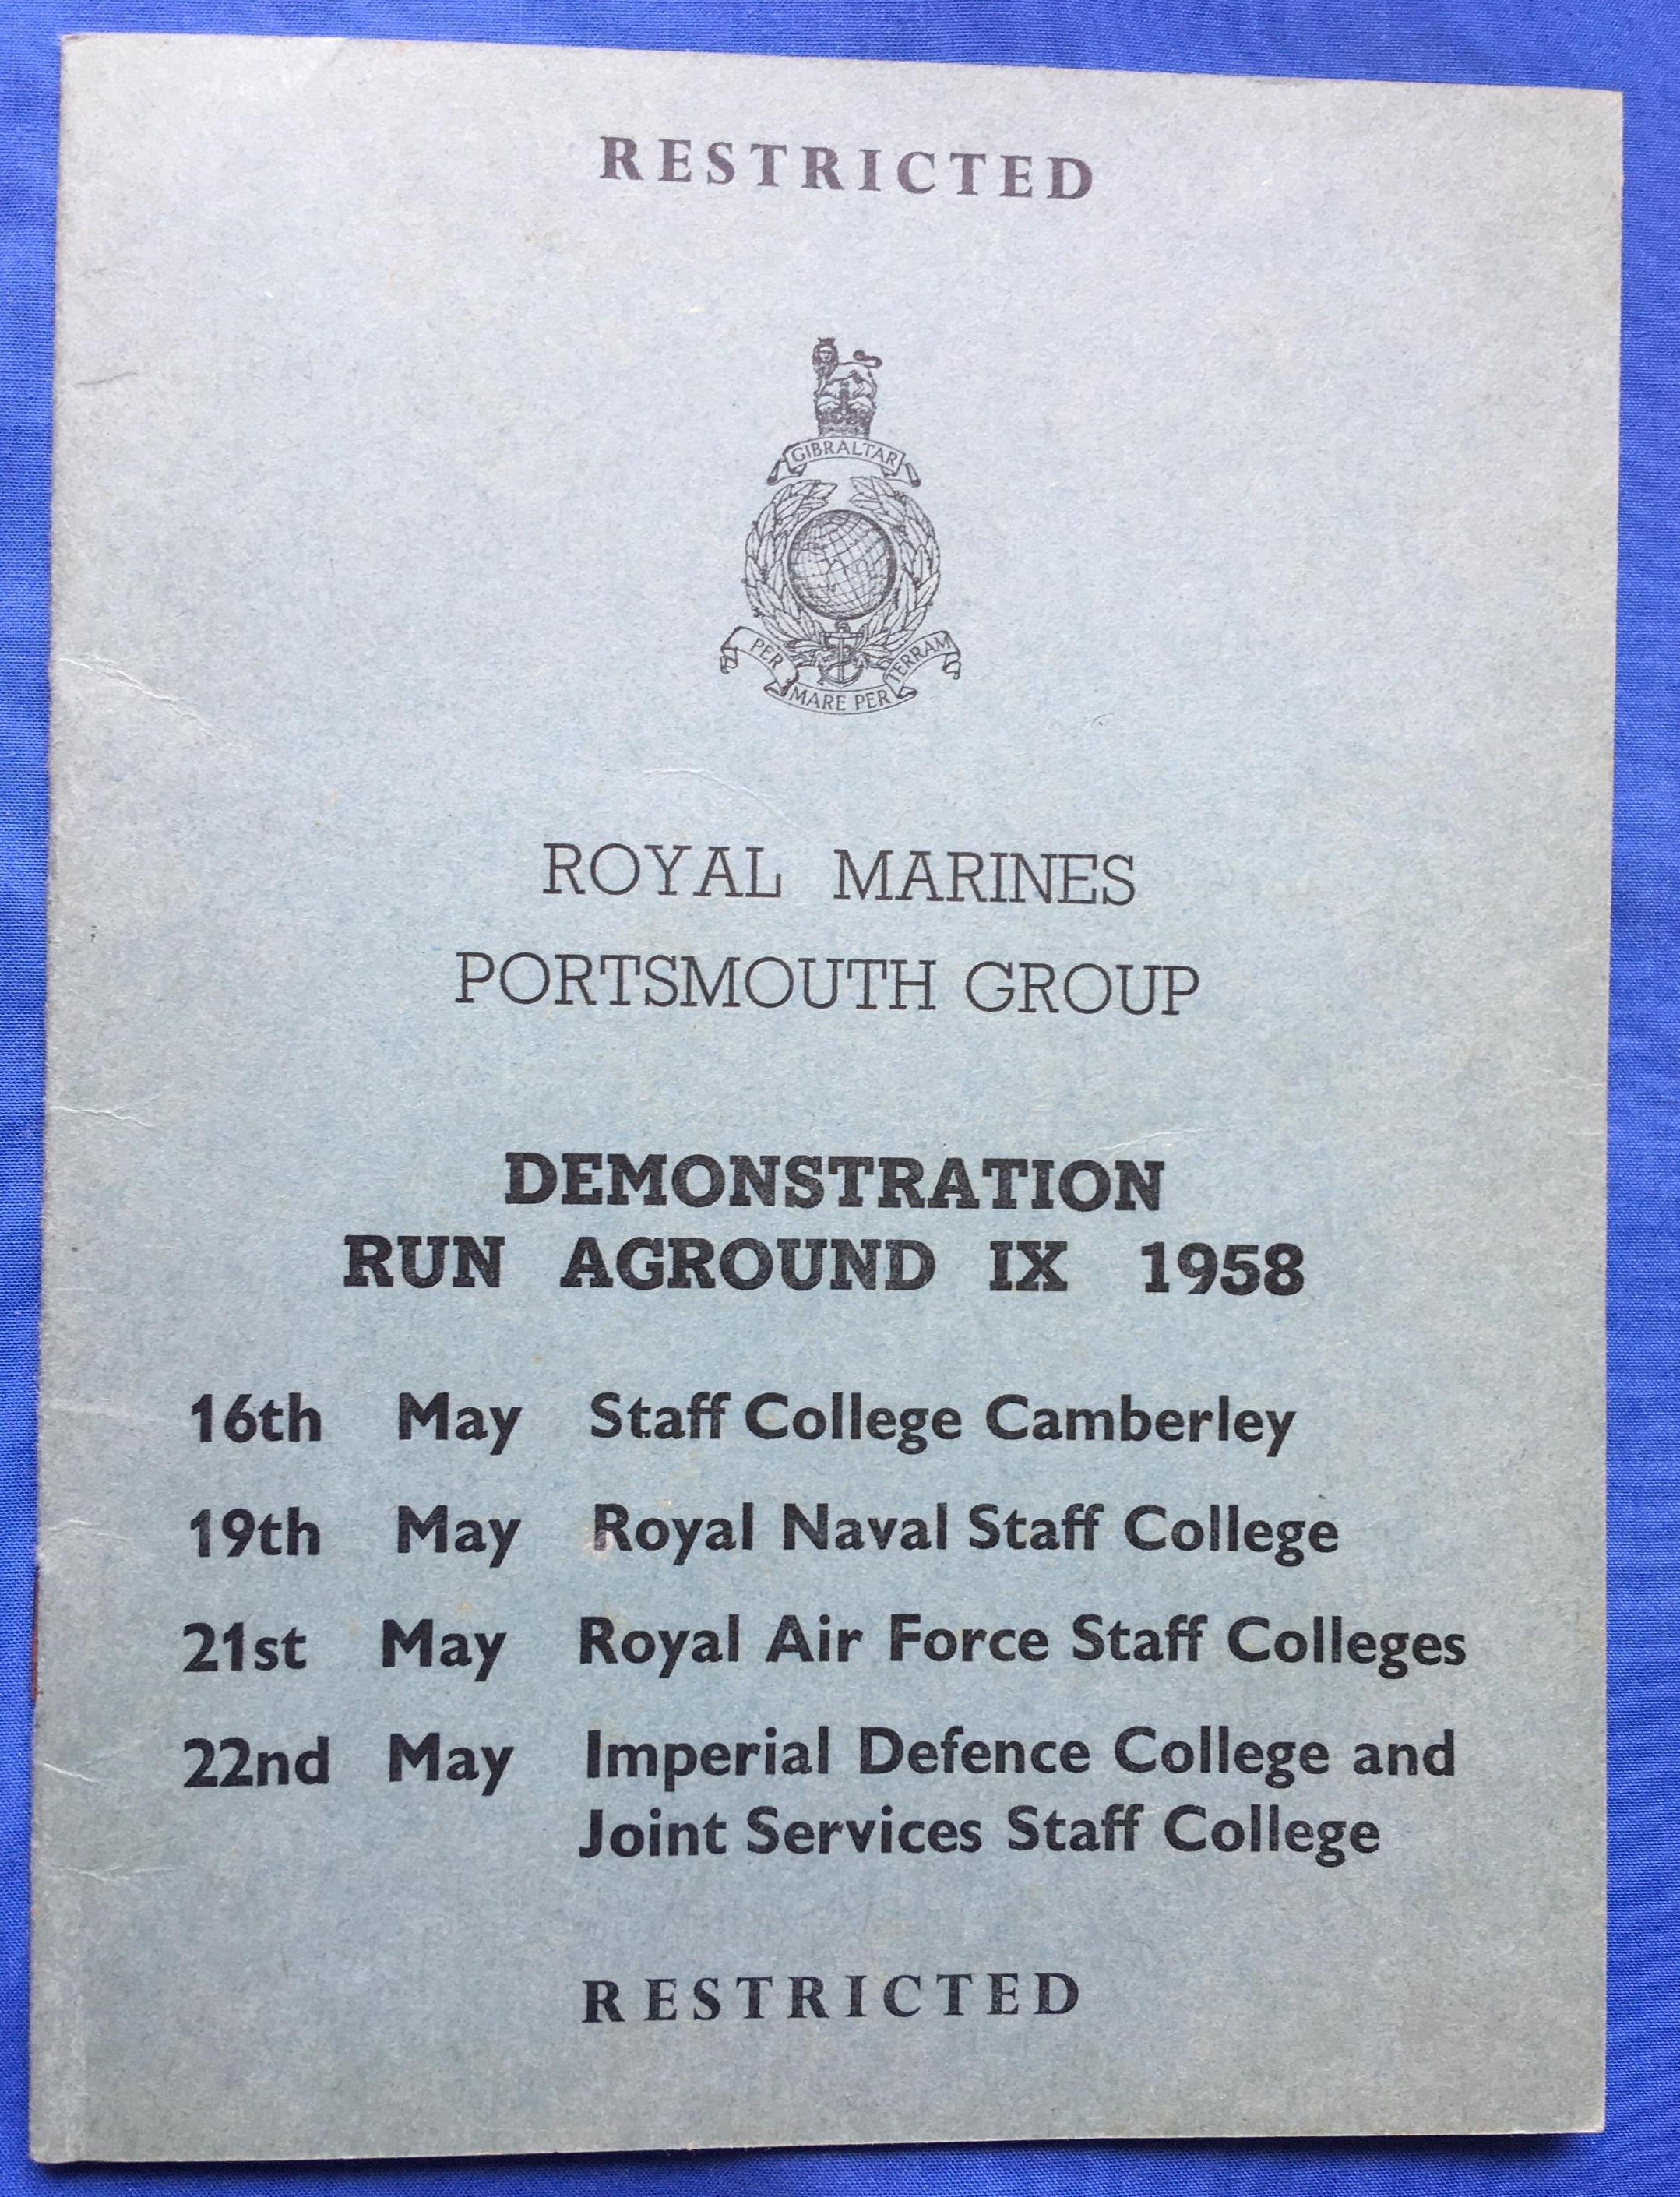 RESTRICTED
GIBRALTAR
PER MARE PER TERRAM
ROYAL MARINES
PORTSMOUTH GROUP
DEMONSTRATION
RUN AGROUND IX 1958
16th May Staff College Camberley
19th May Royal Naval Staff College
21st May Royal Air Force Staff Colleges
22nd May Imperial Defence College and
Joint Services Staff College
RESTRICTED